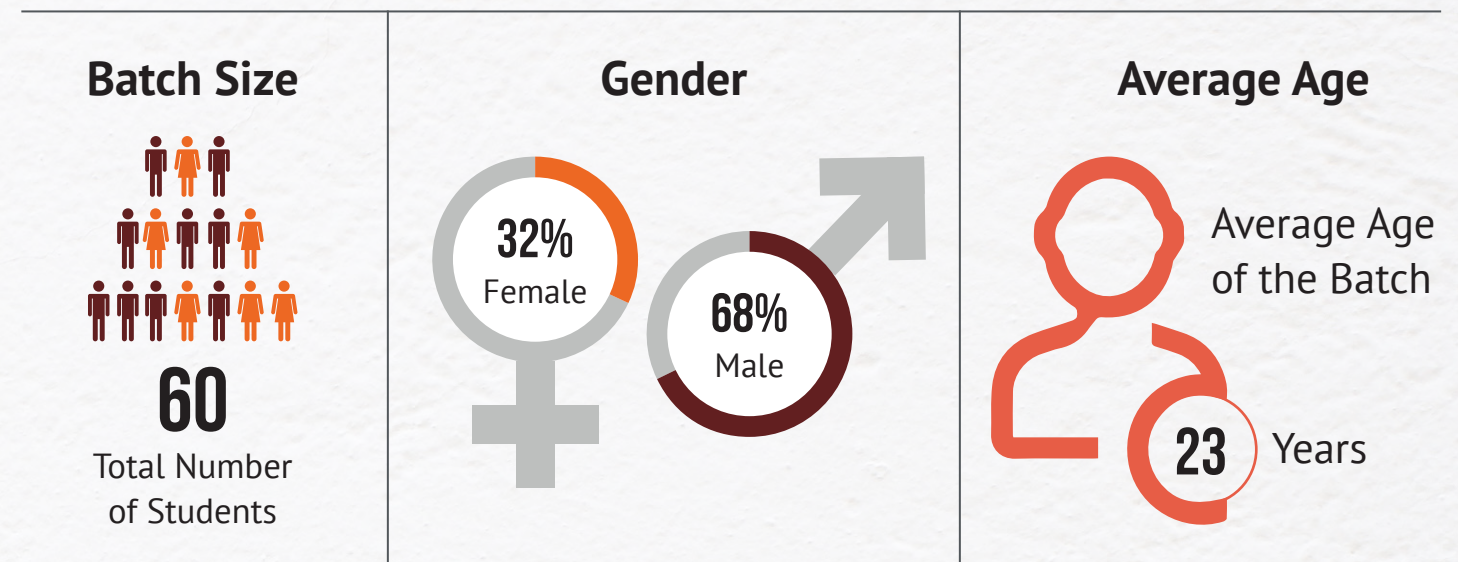 Batch Size
60
Total Number
of Students
Gender
32%
Female
68%
Male
Average Age
Average Age
of the Batch
23 Years